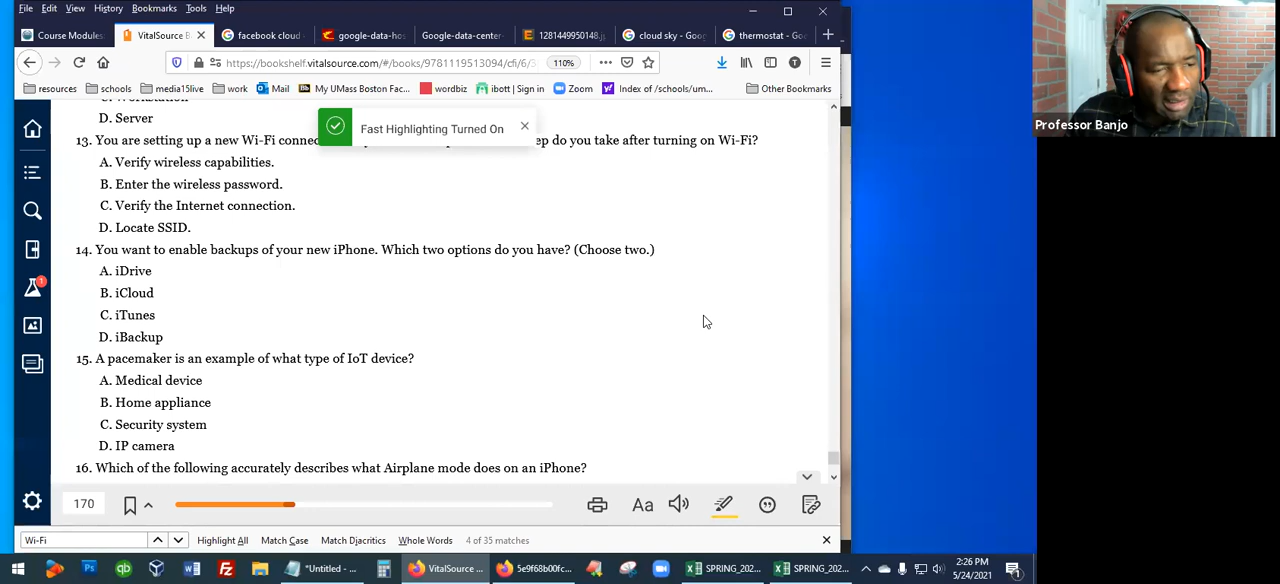 File Edit View History Bookmarks Tools Help
Course Modules: VitalSource B facebook cloud - google-data-hos Google-data-center- 1281449950148.jp cloud sky - Goog thermostat - Goo
https://bookshelf.vitalsource.com/#/books/9781119513094/cfi/6/3 110%
resources schools media15live work Mail My UMass Boston Fac... wordbiz ibott | Sign in Zoom Index of /schools/um... Other Bookmarks
Professor Banjo
D. Server
Fast Highlighting Turned On
13. You are setting up a new Wi-Fi connec ep do you take after turning on Wi-Fi?
A. Verify wireless capabilities.
B. Enter the wireless password.
C. Verify the Internet connection.
D. Locate SSID.
14. You want to enable backups of your new iPhone. Which two options do you have? (Choose two.)
A. iDrive
B. iCloud
C. iTunes
D. iBackup
15. A pacemaker is an example of what type of IoT device?
A. Medical device
B. Home appliance
C. Security system
D. IP camera
16. Which of the following accurately describes what Airplane mode does on an iPhone?
170 Aa
Wi-Fi Highlight All Match Case Match Diacritics Whole Words 4 of 35 matches
*Untitled - ... VitalSource ... 5e9f68b00fc... SPRING_202... SPRING_202... 2:26 PM
5/24/2021